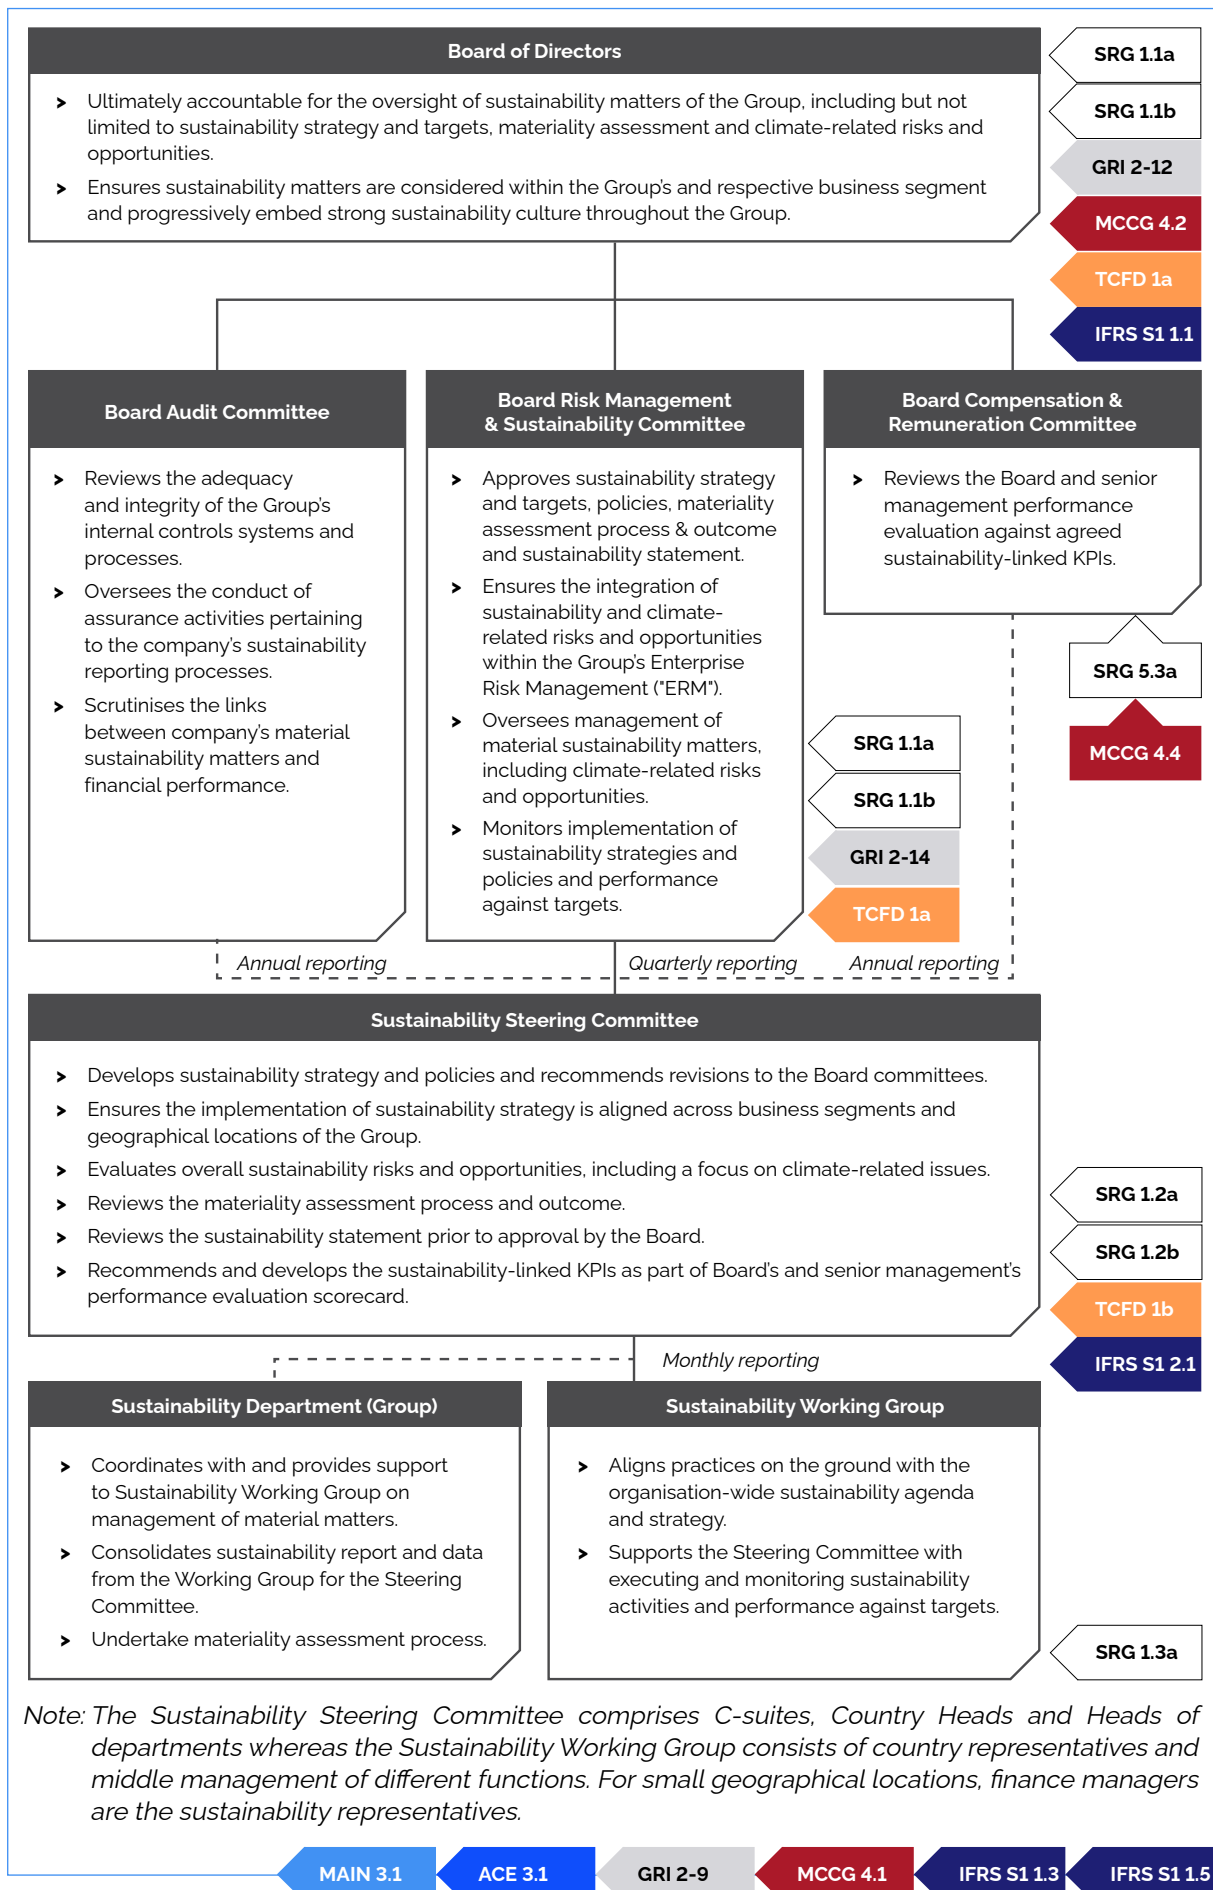 Board of Directors
> Ultimately accountable for the oversight of sustainability matters of the Group, including but not
limited to sustainability strategy and targets, materiality assessment and climate-related risks and
opportunities.
> Ensures sustainability matters are considered within the Group's and respective business segment
and progressively embed strong sustainability culture throughout the Group.
SRG 1.1a
SRG 1.1b
GRI 2-12
MCCG 4.2
TCFD 1a
IFRS S1 1.1
Board Audit Committee
> Reviews the adequacy
and integrity of the Group's
internal controls systems and
processes.
> Oversees the conduct of
assurance activities pertaining
to the company's sustainability
reporting processes.
> Scrutinises the links
between company's material
sustainability matters and
financial performance.
Board Risk Management
& Sustainability Committee
> Approves sustainability strategy
and targets, policies, materiality
assessment process & outcome
and sustainability statement.
> Ensures the integration of
sustainability and climate-
related risks and opportunities
within the Group's Enterprise
Risk Management ("ERM").
> Oversees management of
material sustainability matters,
including climate-related risks
and opportunities.
> Monitors implementation of
sustainability strategies and
policies and performance
against targets.
SRG 1.1a
SRG 1.1b
GRI 2-14
TCFD 1a
Board Compensation &
Remuneration Committee
> Reviews the Board and senior
management performance
evaluation against agreed
sustainability-linked KPIs.
SRG 5.3a
MCCG 4.4
Annual reporting
Quarterly reporting
Annual reporting
Sustainability Steering Committee
> Develops sustainability strategy and policies and recommends revisions to the Board committees.
> Ensures the implementation of sustainability strategy is aligned across business segments and
geographical locations of the Group.
> Evaluates overall sustainability risks and opportunities, including a focus on climate-related issues.
> Reviews the materiality assessment process and outcome.
> Reviews the sustainability statement prior to approval by the Board.
> Recommends and develops the sustainability-linked KPIs as part of Board's and senior management's
performance evaluation scorecard.
SRG 1.2a
SRG 1.2b
TCFD 1b
IFRS S1 2.1
Monthly reporting
Sustainability Department (Group)
> Coordinates with and provides support
to Sustainability Working Group on
management of material matters.
> Consolidates sustainability report and data
from the Working Group for the Steering
Committee.
> Undertake materiality assessment process.
Sustainability Working Group
> Aligns practices on the ground with the
organisation-wide sustainability agenda
and strategy.
> Supports the Steering Committee with
executing and monitoring sustainability
activities and performance against targets.
SRG 1.3a
Note: The Sustainability Steering Committee comprises C-suites, Country Heads and Heads of
departments whereas the Sustainability Working Group consists of country representatives and
middle management of different functions. For small geographical locations, finance managers
are the sustainability representatives.
MAIN 3.1
ACE 3.1
GRI 2-9
MCCG 4.1
IFRS S1 1.3
IFRS S1 1.5